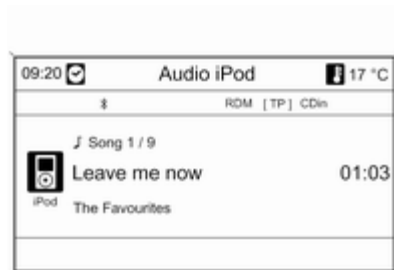 09:20 Audio iPod 17 °C
RDM [TP] CDin
Song 1 / 9
Leave me now 01:03
iPod
The Favourites